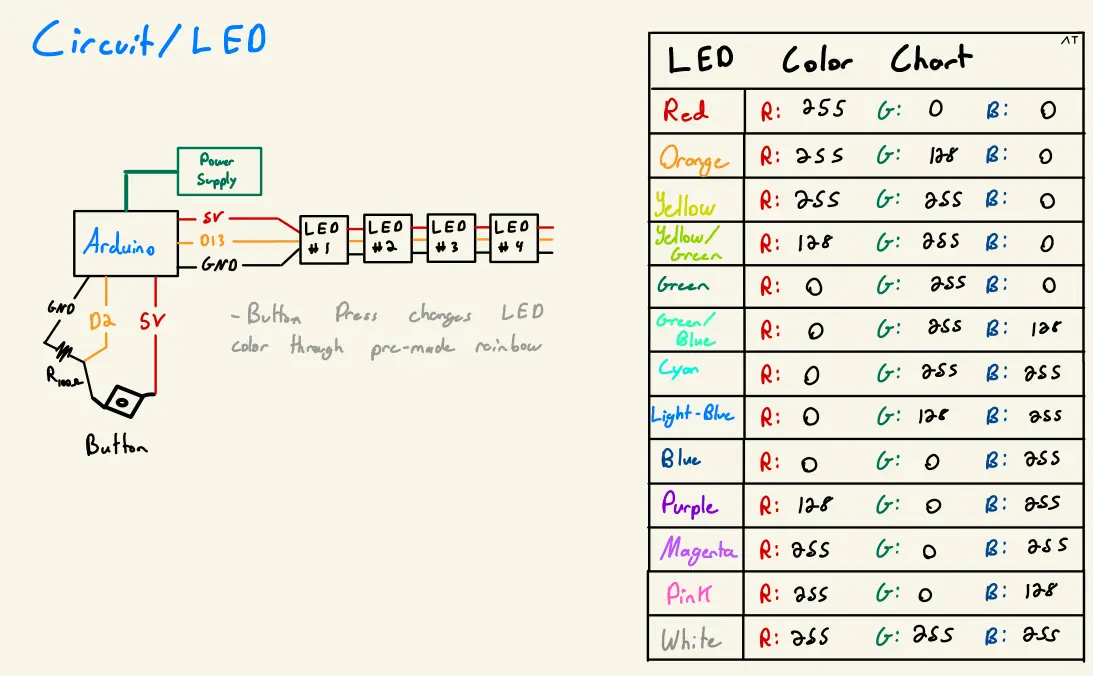 Circuit/LED
Power
Supply
Arduino
5V
D13
GND
LED
#1
LED
#2
LED
#3
LED
#4
GND
D2
5V
R100Ω
Button
- Button Press changes LED
color through pre-made rainbow
LED Color Chart
AT
Red R: 255 G: 0 B: 0
Orange R: 255 G: 128 B: 0
Yellow R: 255 G: 255 B: 0
Yellow/
Green R: 128 G: 255 B: 0
Green R: 0 G: 255 B: 0
Green/
Blue R: 0 G: 255 B: 128
Cyan R: 0 G: 255 B: 255
Light-Blue R: 0 G: 128 B: 255
Blue R: 0 G: 0 B: 255
Purple R: 128 G: 0 B: 255
Magenta R: 255 G: 0 B: 255
Pink R: 255 G: 0 B: 128
White R: 255 G: 255 B: 255